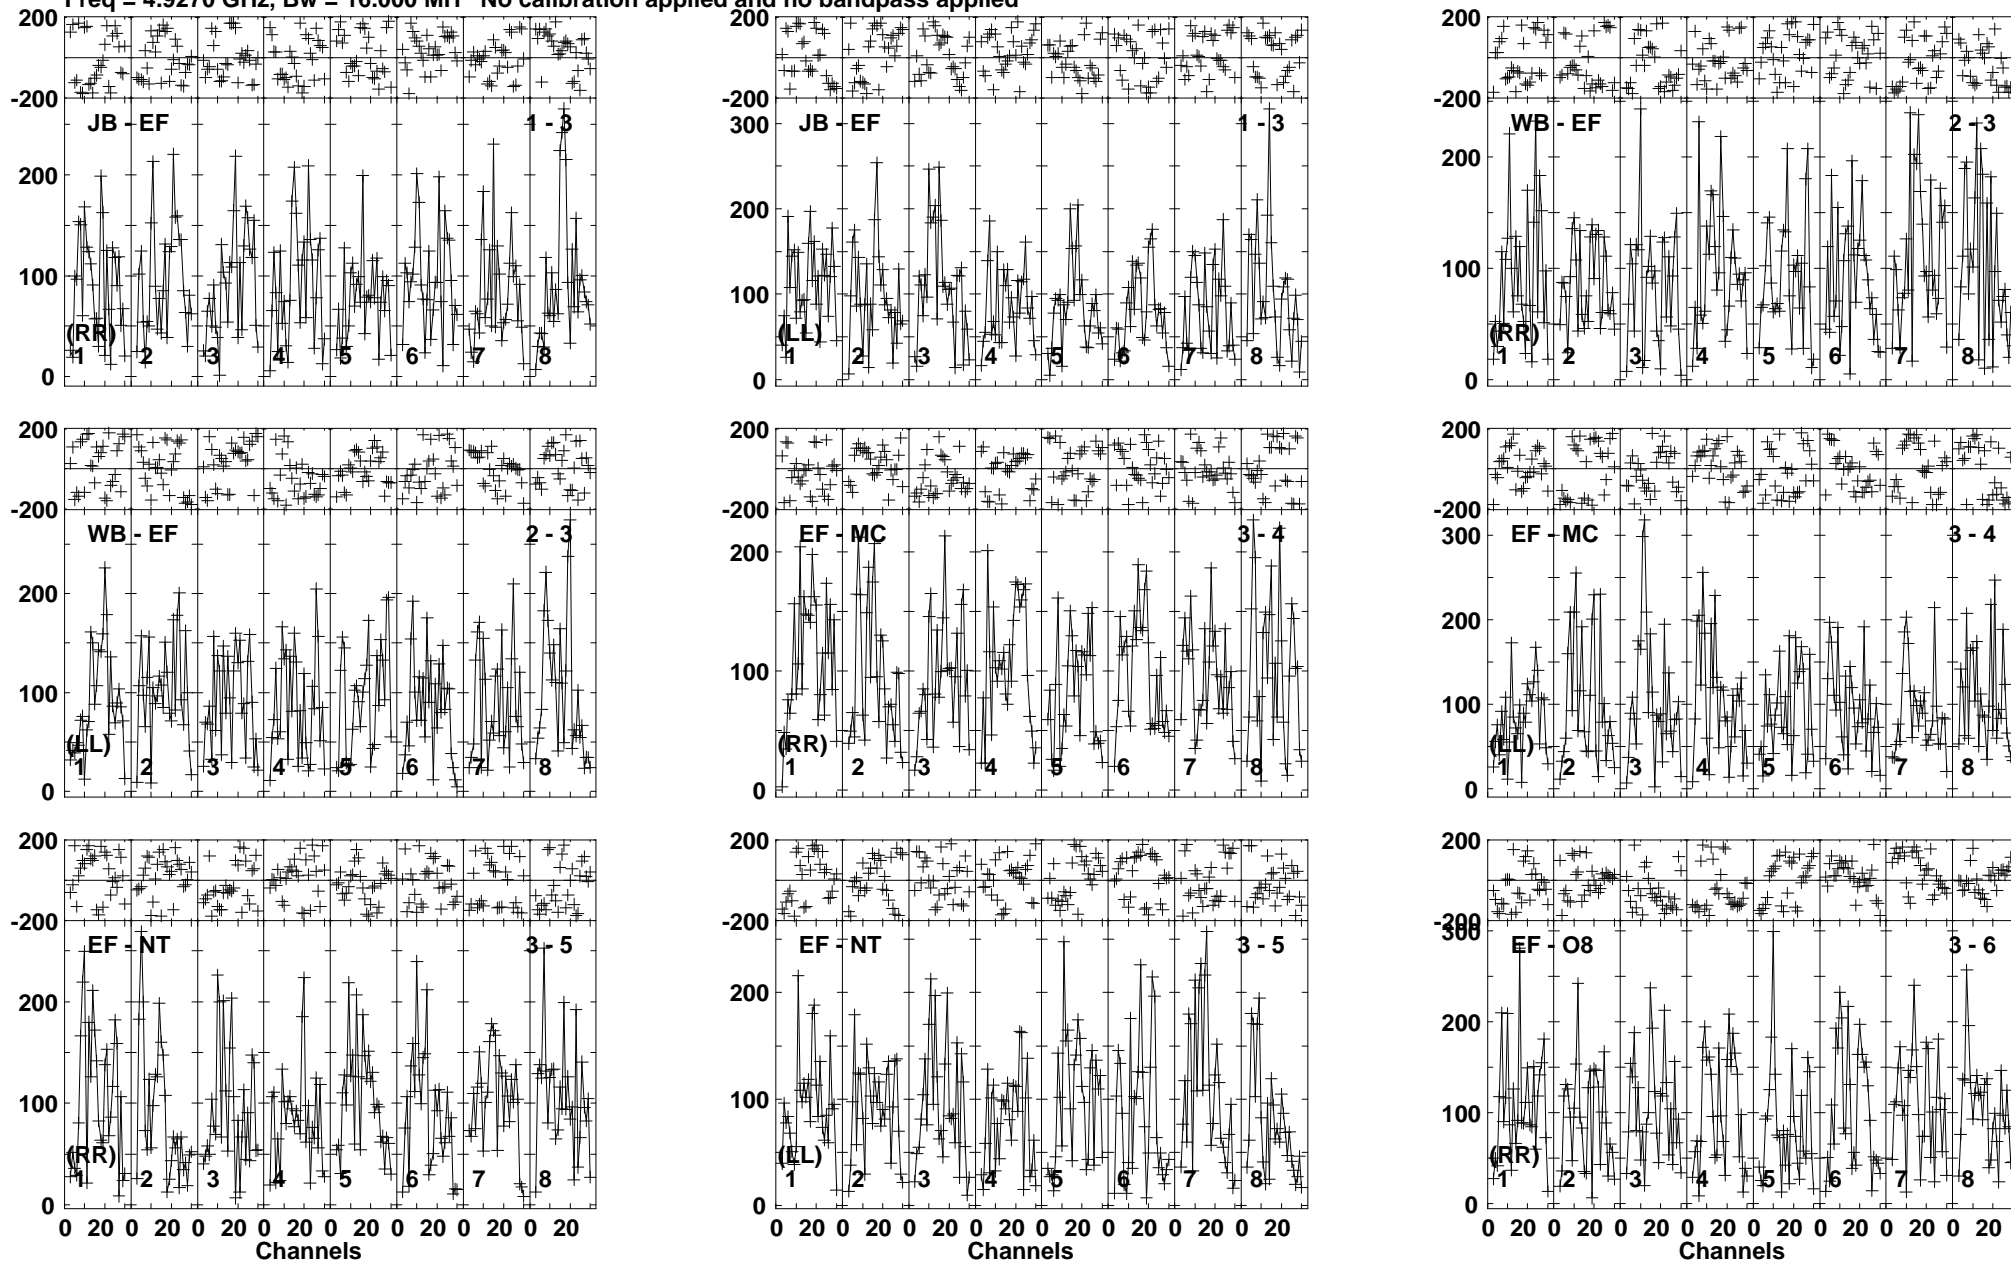 Freq = 4.9270 GHz, Bw = 16.000 MH No calibration applied and no bandpass applied
200 200 200
-200 -200 -200
JB - EF 1 - 3 JB - EF 1 - 3 WB - EF 2 - 3
300
200 200 200
100 100 100
(RR) (LL) (RR)
1 2 3 4 5 6 7 8 1 2 3 4 5 6 7 8 1 2 3 4 5 6 7 8
0 0 0
200 200 200
-200 -200 -200
WB - EF 2 - 3 EF - MC 3 - 4 EF - MC 3 - 4
300
200 200 200
100 100 100
(LL) (RR) (LL)
1 2 3 4 5 6 7 8 1 2 3 4 5 6 7 8 1 2 3 4 5 6 7 8
0 0 0
200 200 200
-200 -200 -200
300
EF - NT 3 - 5 EF - NT 3 - 5 EF - O8 3 - 6
200 200 200
100 100 100
(RR) (LL) (RR)
1 2 3 4 5 6 7 8 1 2 3 4 5 6 7 8 1 2 3 4 5 6 7 8
0 0 0
0 20 0 20 0 20 0 20 0 20 0 20 0 20 0 20 0 20 0 20 0 20 0 20 0 20 0 20 0 20 0 20 0 20 0 20 0 20 0 20 0 20 0 20 0 20 0 20
Channels Channels Channels